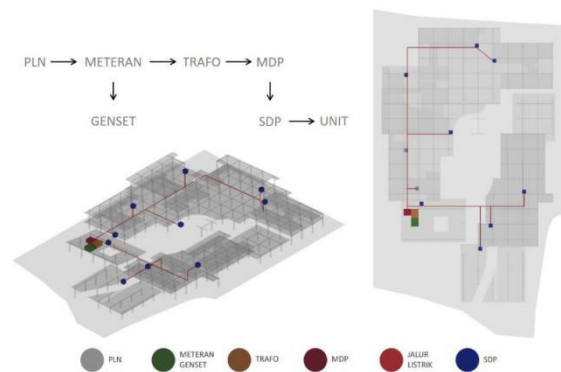 PLN METERAN TRAFO MDP
GENSET SDP UNIT
PLN
METERAN
GENSET
TRAFO
MDP
JALUR
LISTRIK
SDP